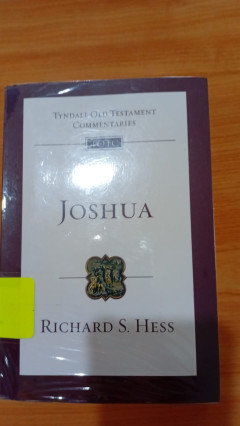 TYNDALE OLD TESTAMENT
COMMENTARIES
JOSHUA
RICHARD S. HESS